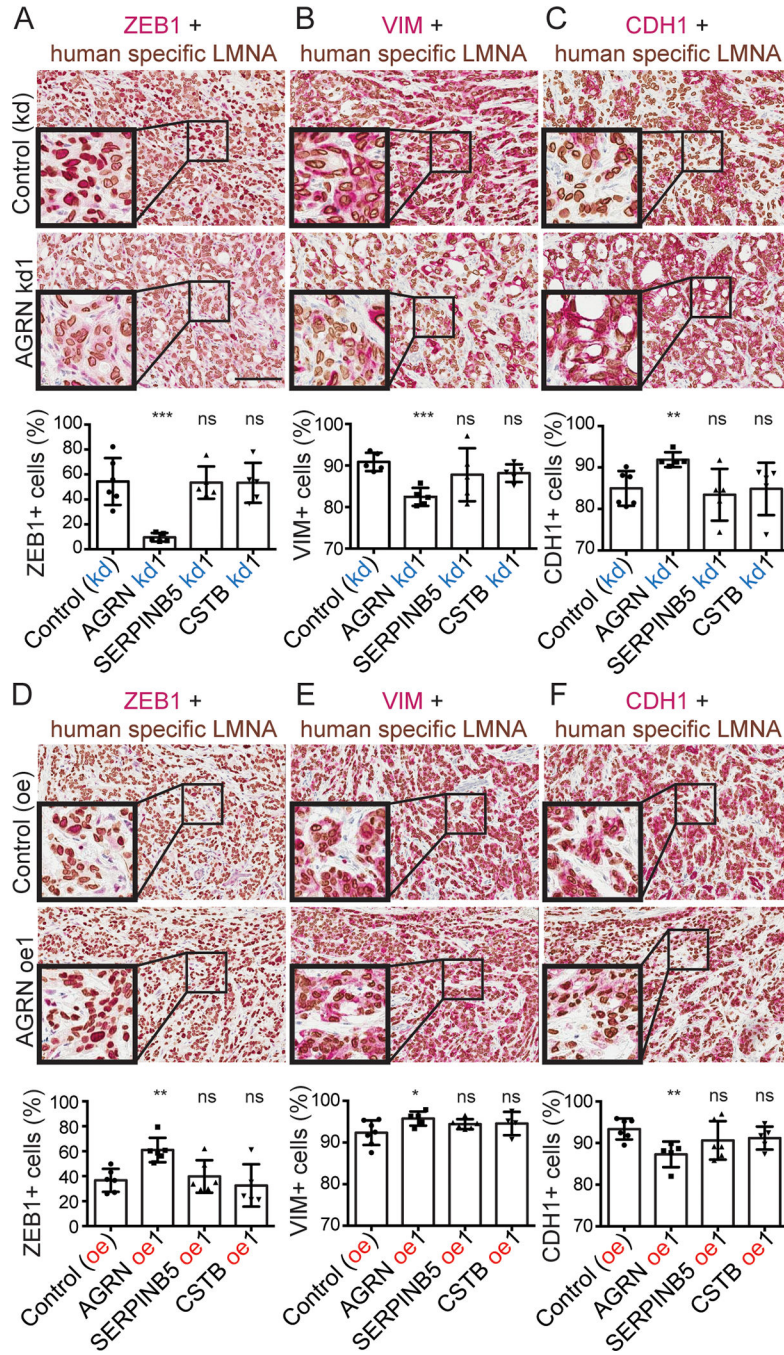 A
ZEB1 +
human specific LMNA
B
VIM +
human specific LMNA
C
CDH1 +
human specific LMNA
Control (kd)
AGRN kd1
ZEB1+ cells (%)
80
60
40
20
0
*** ns ns
Control (kd)
AGRN kd1
SERPINB5 kd1
CSTB kd1
VIM+ cells (%)
100
90
80
*** ns ns
Control (kd)
AGRN kd1
SERPINB5 kd1
CSTB kd1
CDH1+ cells (%)
100
90
80
70
** ns ns
Control (kd)
AGRN kd1
SERPINB5 kd1
CSTB kd1
D
ZEB1 +
human specific LMNA
E
VIM +
human specific LMNA
F
CDH1 +
human specific LMNA
Control (oe)
AGRN oe1
ZEB1+ cells (%)
100
80
60
40
20
0
** ns ns
Control (oe)
AGRN oe1
SERPINB5 oe1
CSTB oe1
VIM+ cells (%)
100
90
80
70
* ns ns
Control (oe)
AGRN oe1
SERPINB5 oe1
CSTB oe1
CDH1+ cells (%)
100
90
80
70
** ns ns
Control (oe)
AGRN oe1
SERPINB5 oe1
CSTB oe1